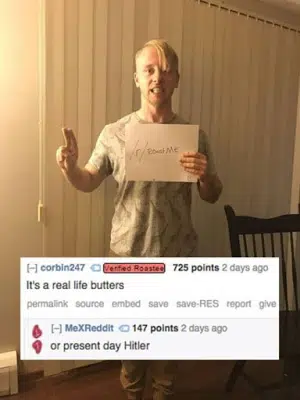 r/RoastMe
[-] corbin247 Verified Roastee 725 points 2 days ago
It's a real life butters
permalink source embed save save-RES report give
[-] MeXReddit 147 points 2 days ago
or present day Hitler